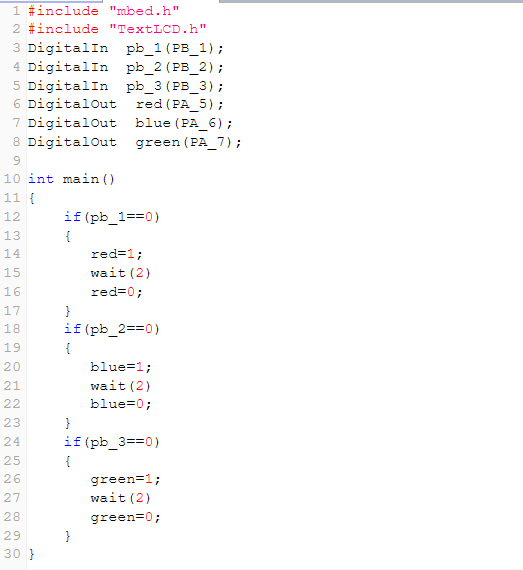 1 #include "mbed.h"
2 #include "TextLCD.h"
3 DigitalIn  pb_1(PB_1);
4 DigitalIn  pb_2(PB_2);
5 DigitalIn  pb_3(PB_3);
6 DigitalOut  red(PA_5);
7 DigitalOut  blue(PA_6);
8 DigitalOut  green(PA_7);
9
10 int main()
11 {
12     if(pb_1==0)
13     {
14        red=1;
15        wait(2)
16        red=0;
17     }
18     if(pb_2==0)
19     {
20        blue=1;
21        wait(2)
22        blue=0;
23     }
24     if(pb_3==0)
25     {
26        green=1;
27        wait(2)
28        green=0;
29     }
30 }